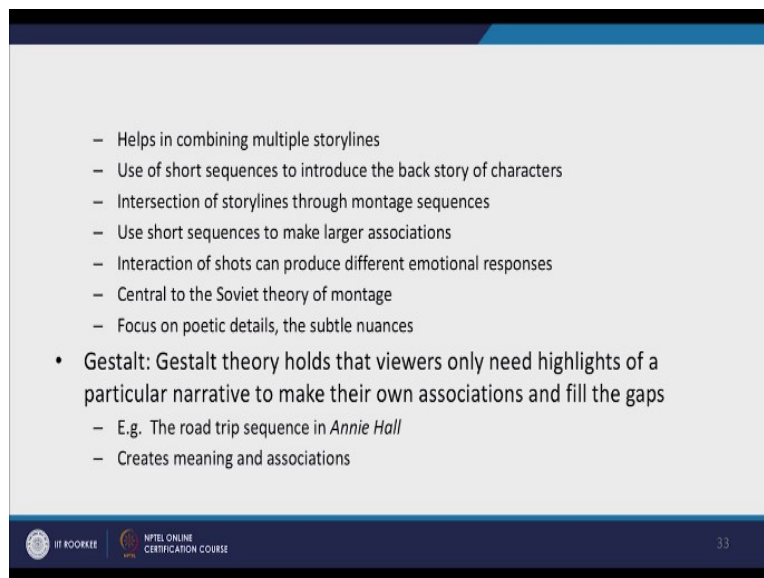 – Helps in combining multiple storylines
– Use of short sequences to introduce the back story of characters
– Intersection of storylines through montage sequences
– Use short sequences to make larger associations
– Interaction of shots can produce different emotional responses
– Central to the Soviet theory of montage
– Focus on poetic details, the subtle nuances
• Gestalt: Gestalt theory holds that viewers only need highlights of a
particular narrative to make their own associations and fill the gaps
– E.g. The road trip sequence in Annie Hall
– Creates meaning and associations
IIT ROORKEE
NPTEL ONLINE
CERTIFICATION COURSE
NPTEL
33